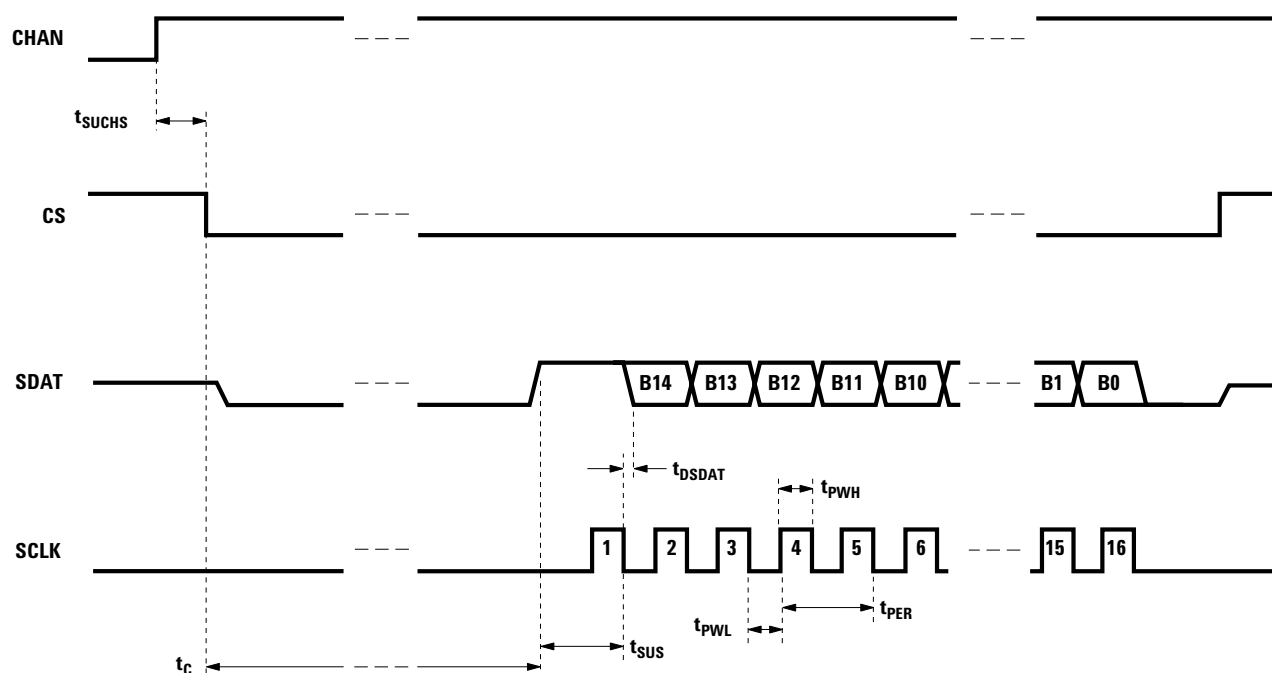 CHAN
tSUCHS
CS
SDAT
B14 B13 B12 B11 B10 B1 B0
tDSDAT
tPWH
SCLK
1 2 3 4 5 6 15 16
tPWL
tPER
tSUS
tC